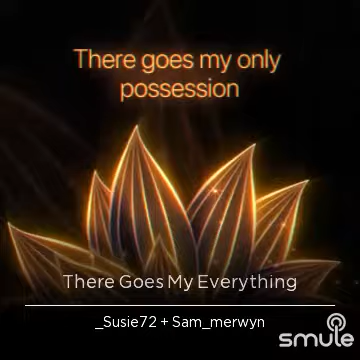 There goes my only
possession
There Goes My Everything
_Susie72 + Sam_merwyn
smule